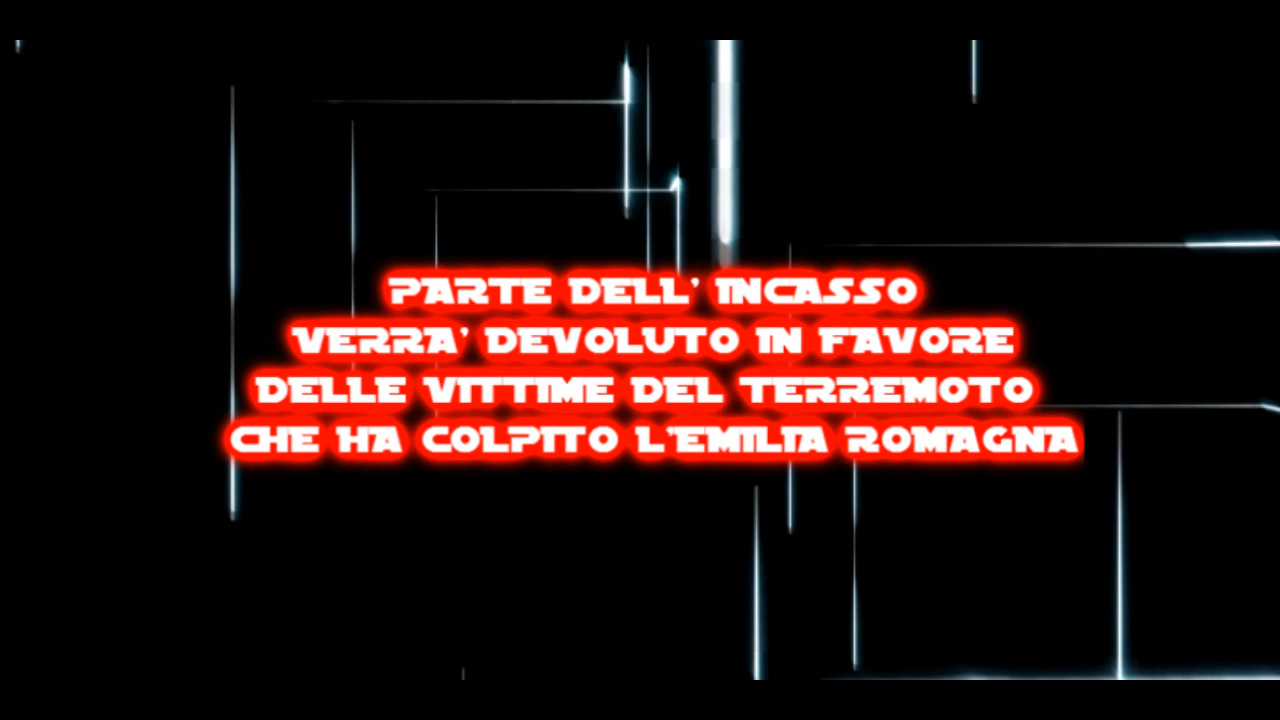 PARTE DELL' INCASSO
VERRA' DEVOLUTO IN FAVORE
DELLE VITTIME DEL TERREMOTO
CHE HA COLPITO L'EMILIA ROMAGNA